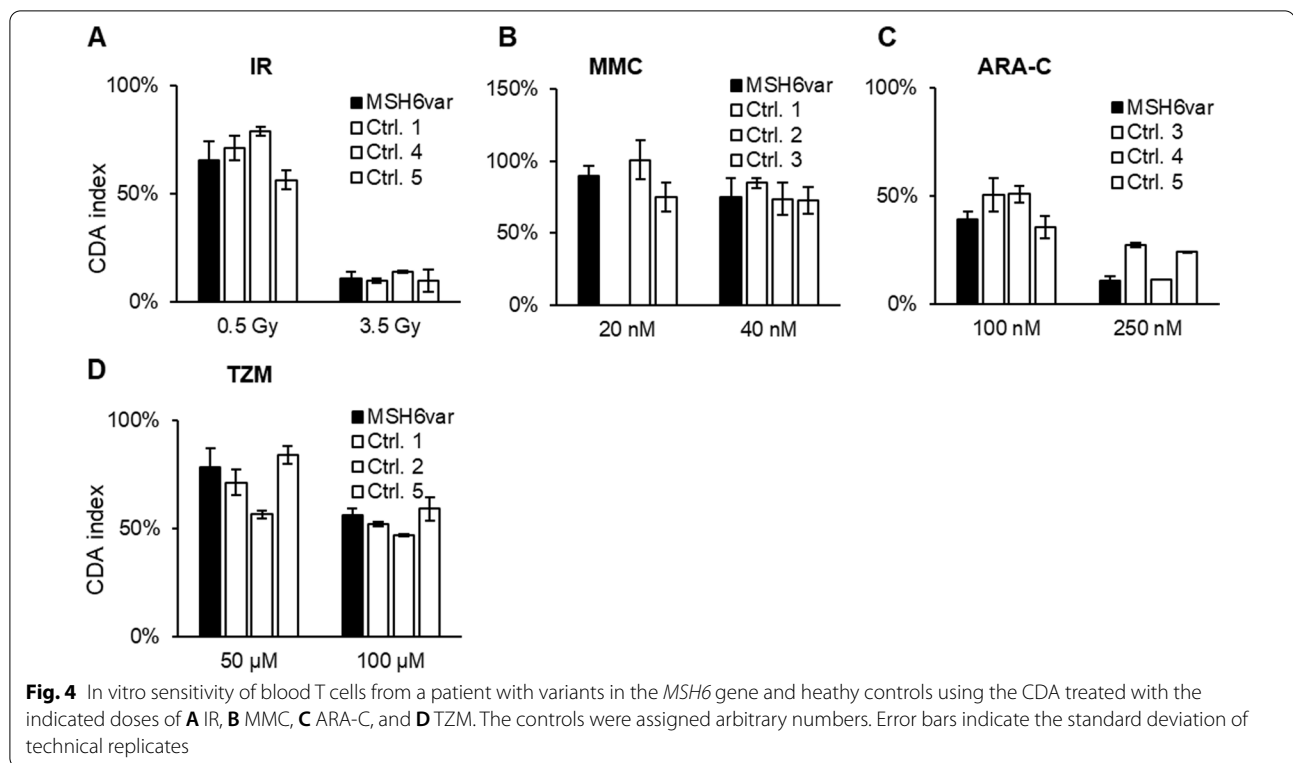 A
IR
100%
50%
0%
CDA index
MSH6var
Ctrl. 1
Ctrl. 4
Ctrl. 5
0.5 Gy
3.5 Gy
B
MMC
150%
100%
50%
0%
MSH6var
Ctrl. 1
Ctrl. 2
Ctrl. 3
20 nM
40 nM
C
ARA-C
100%
50%
0%
MSH6var
Ctrl. 3
Ctrl. 4
Ctrl. 5
100 nM
250 nM
D
TZM
100%
50%
0%
CDA index
MSH6var
Ctrl. 1
Ctrl. 2
Ctrl. 5
50 µM
100 µM
Fig. 4 In vitro sensitivity of blood T cells from a patient with variants in the MSH6 gene and heathy controls using the CDA treated with the
indicated doses of A IR, B MMC, C ARA-C, and D TZM. The controls were assigned arbitrary numbers. Error bars indicate the standard deviation of
technical replicates